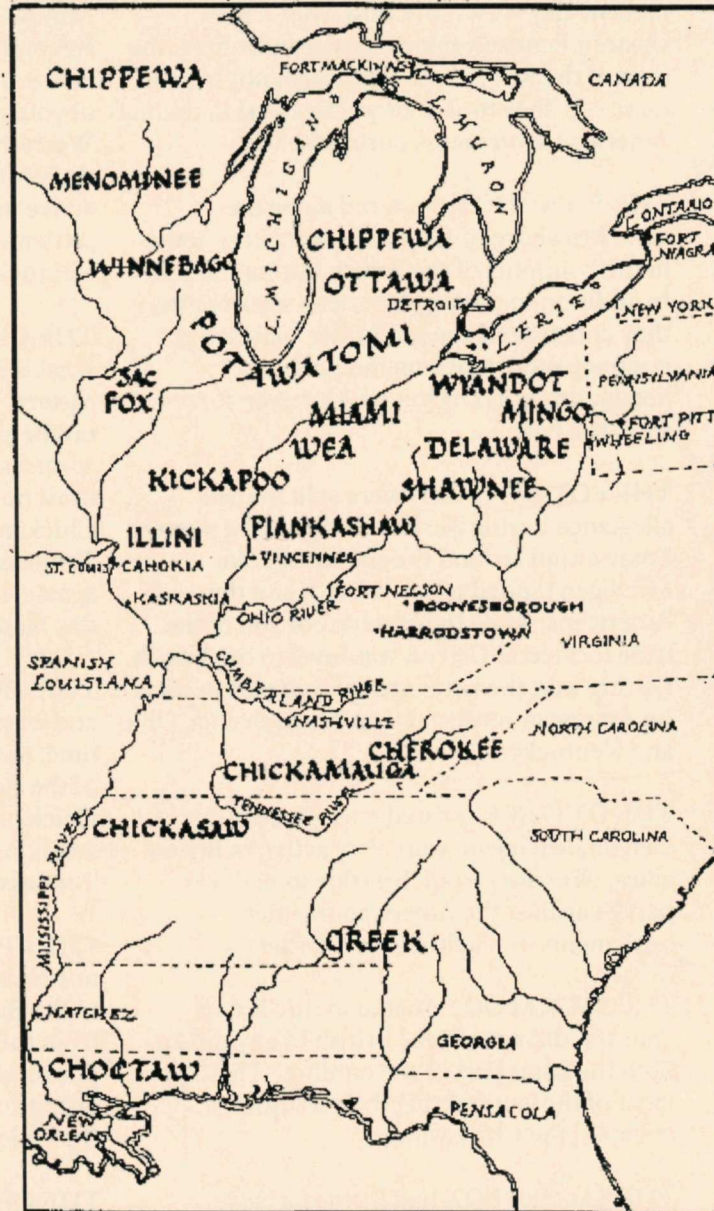 CHIPPEWA
FORT MACKINAC
CANADA
L. MICHIGAN
L. HURON
MENOMINEE
ONTARIO
CHIPPEWA
WINNEBAGO
OTTAWA
FORT NIAGRA
DETROIT
L. ERIE
NEW YORK
POTAWATOMI
SAC
FOX
WYANDOT
PENNSYLVANIA
MIAMI
MINGO
FORT PITT
WEA
DELAWARE
WHEELING
KICKAPOO
SHAWNEE
ILLINI
PIANKASHAW
ST. LOUIS
CAHOKIA
VINCENNES
KASKASKIA
FORT NELSON
OHIO RIVER
BOONESBOROUGH
HARRODSTOWN
VIRGINIA
SPANISH
LOUISIANA
CUMBERLAND RIVER
NASHVILLE
NORTH CAROLINA
CHEROKEE
CHICKAMAUGA
TENNESSEE RIVER
CHICKASAW
SOUTH CAROLINA
MISSISSIPPI RIVER
CREEK
NATCHEZ
GEORGIA
CHOCTAW
PENSACOLA
NEW
ORLEANS